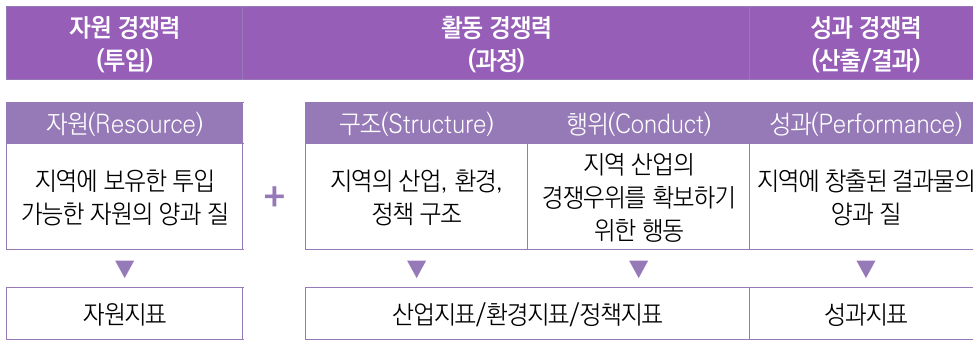 자원 경쟁력
(투입)
활동 경쟁력
(과정)
성과 경쟁력
(산출/결과)
자원(Resource)
구조(Structure)
행위(Conduct)
성과(Performance)
지역에 보유한 투입
가능한 자원의 양과 질
+
지역의 산업, 환경,
정책 구조
지역 산업의
경쟁우위를 확보하기
위한 행동
지역에 창출된 결과물의
양과 질
자원지표
산업지표/환경지표/정책지표
성과지표